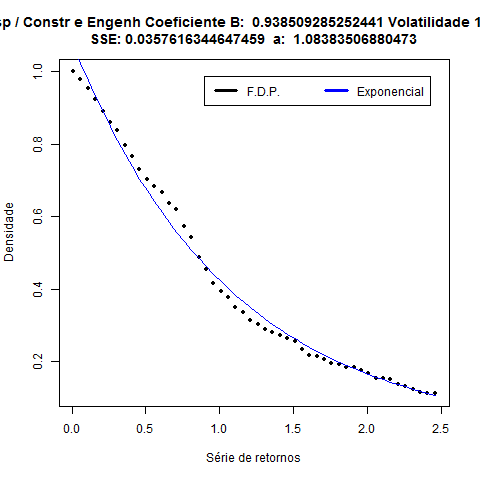 sp / Constr e Engenh Coeficiente B: 0.938509285252441 Volatilidade 1
SSE: 0.0357616344647459 a: 1.08383506880473
F.D.P. Exponencial
Densidade
1.0
0.8
0.6
0.4
0.2
0.0 0.5 1.0 1.5 2.0 2.5
Série de retornos